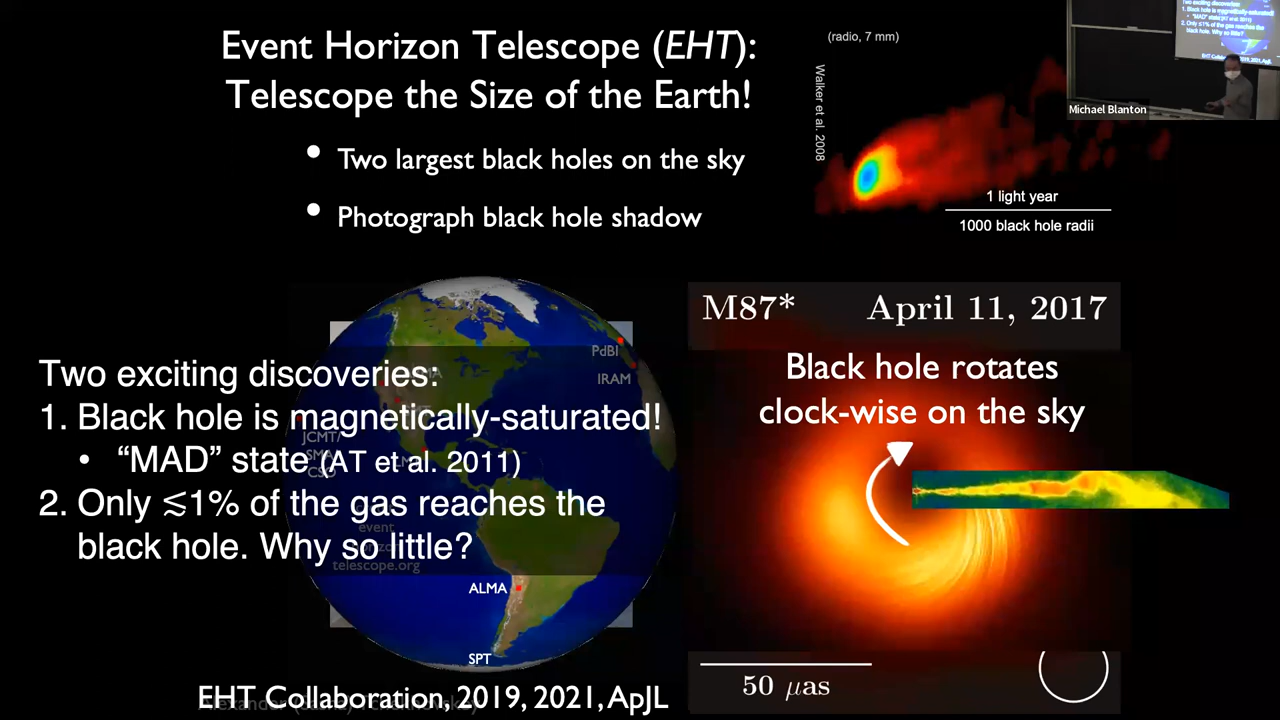 Event Horizon Telescope (EHT):
Telescope the Size of the Earth!
• Two largest black holes on the sky
• Photograph black hole shadow
(radio, 7 mm)
Walker et al. 2008
1 light year
1000 black hole radii
Michael Blanton
Two exciting discoveries:
1. Black hole is magnetically-saturated!
• “MAD” state (AT et al. 2011)
2. Only ≲1% of the gas reaches the
black hole. Why so little?
PdBI
IRAM
JCMT/
event
telescope.org
ALMA
SPT
EHT Collaboration, 2019, 2021, ApJL
M87* April 11, 2017
Black hole rotates
clock-wise on the sky
50 μas